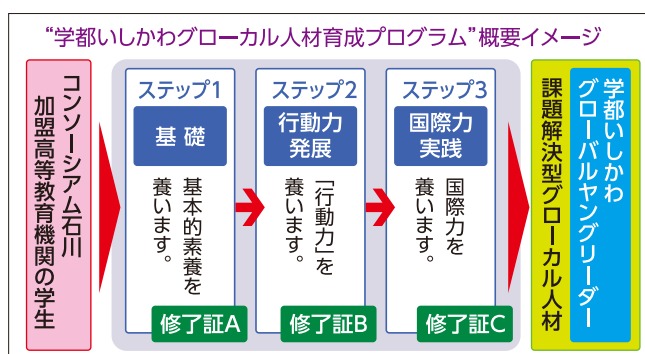 “学都いしかわグローカル人材育成プログラム”概要イメージ
コンソーシアム石川
加盟高等教育機関の学生
ステップ1
基礎
基本的素養を
養います。
修了証A
ステップ2
行動力
発展
「行動力」を
養います。
修了証B
ステップ3
国際力
実践
国際力を
養います。
修了証C
学都いしかわ
グローバルヤングリーダー
課題解決型グローカル人材